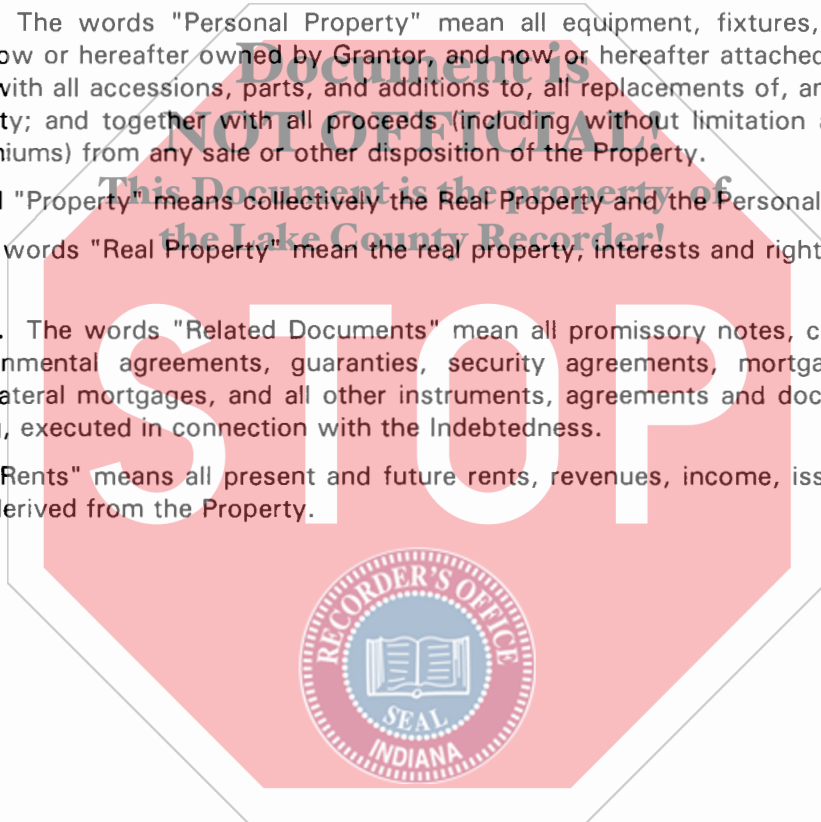 The words "Personal Property" mean all equipment, fixtures,
ow or hereafter owned by Grantor, and now or hereafter attached
Document is
with all accessions, parts, and additions to, all replacements of, an
ty; and together with all proceeds (including without limitation a
NOT OFFICIAL!
niums) from any sale or other disposition of the Property.
This Document is the property of
"Property" means collectively the Real Property and the Personal
the Lake County Recorder!
words "Real Property" mean the real property, interests and right
. The words "Related Documents" mean all promissory notes, c
nmental agreements, guaranties, security agreements, mortga
ateral mortgages, and all other instruments, agreements and doc
, executed in connection with the Indebtedness.
STOP
Rents" means all present and future rents, revenues, income, iss
derived from the Property.
RECORDER'S OFFICE
SEAL
INDIANA